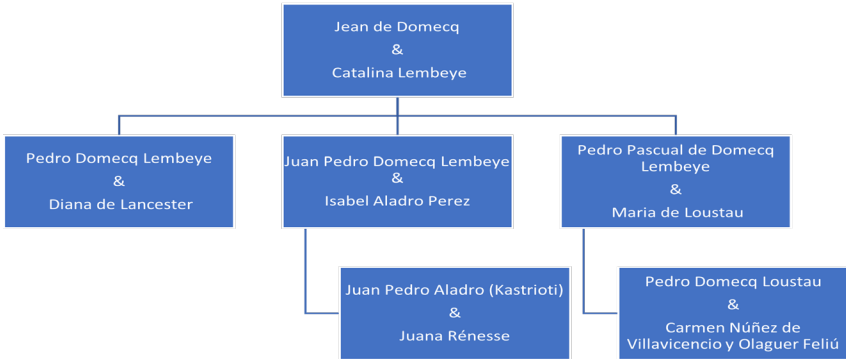 Jean de Domecq
&
Catalina Lembeye
Pedro Domecq Lembeye
&
Diana de Lancester
Juan Pedro Domecq Lembeye
&
Isabel Aladro Perez
Pedro Pascual de Domecq
Lembeye
&
Maria de Loustau
Juan Pedro Aladro (Kastrioti)
&
Juana Rénesse
Pedro Domecq Loustau
&
Carmen Núñez de
Villavicencio y Olaguer Feliú